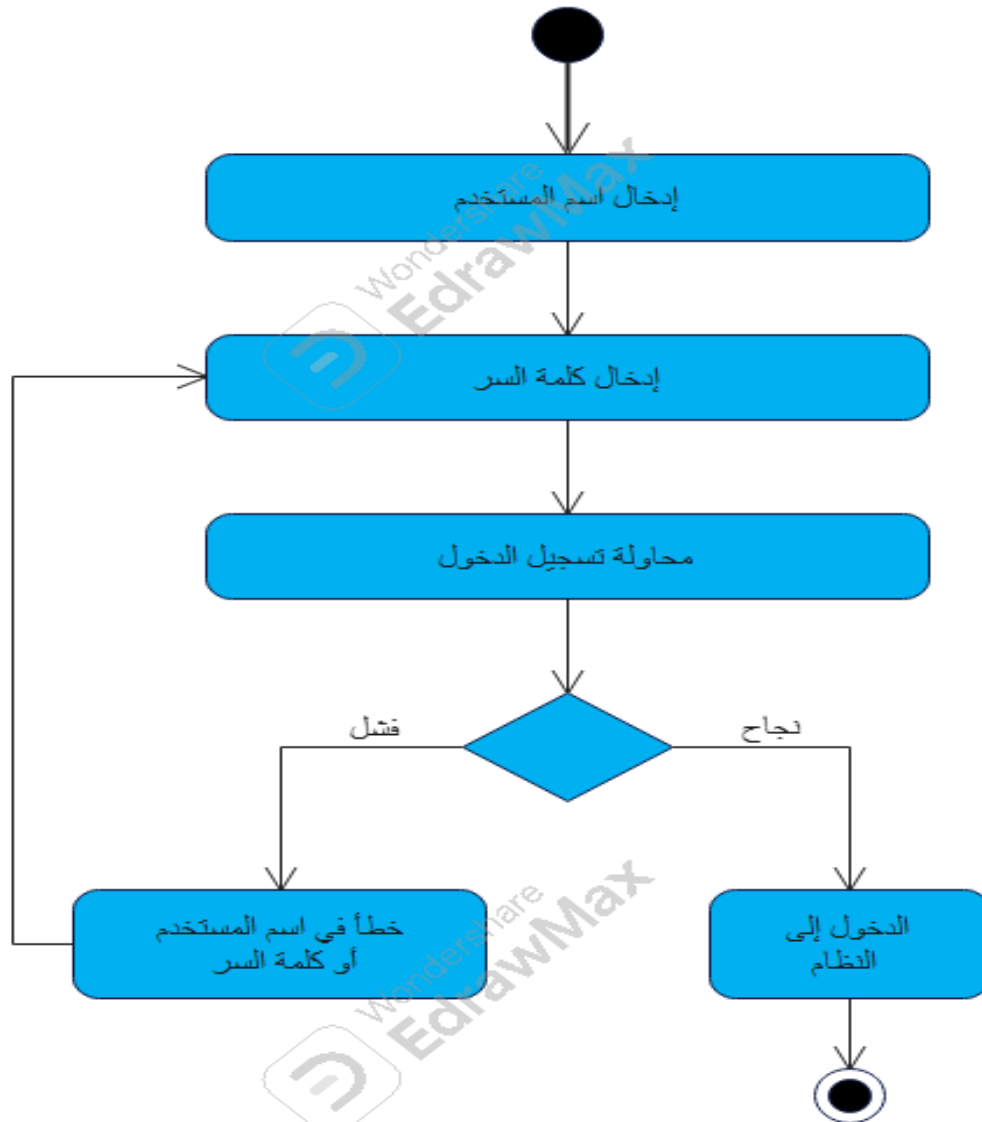 إدخال اسم المستخدم
Wondershare
EdrawMax
إدخال كلمة السر
محاولة تسجيل الدخول
فشل
نجاح
خطأ في اسم المستخدم
أو كلمة السر
الدخول إلى
النظام
Wondershare
EdrawMax